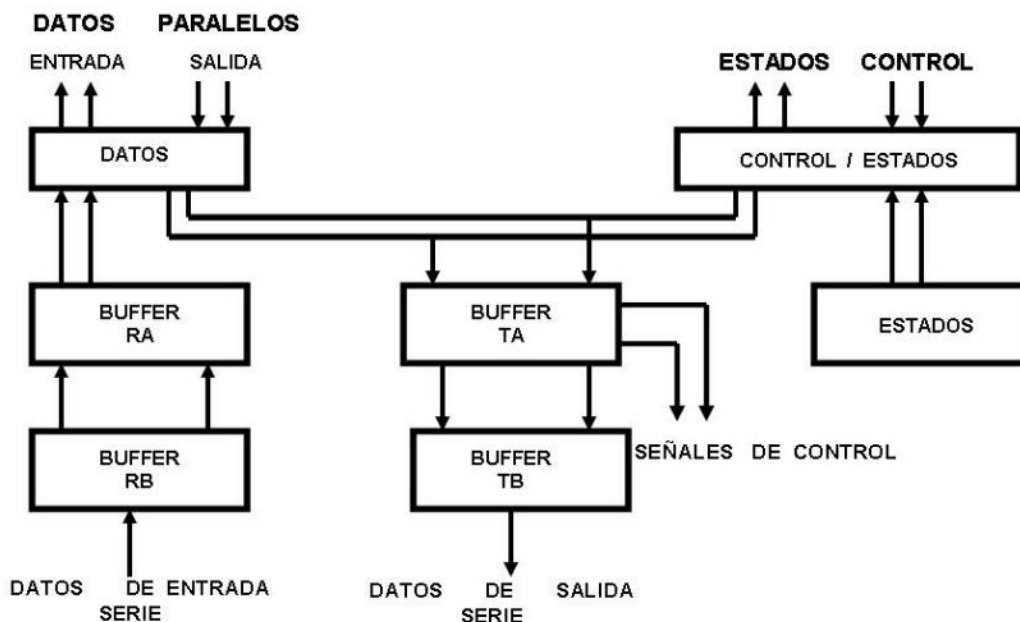 DATOS PARALELOS
ENTRADA SALIDA
ESTADOS CONTROL
DATOS
CONTROL / ESTADOS
BUFFER
RA
BUFFER
TA
ESTADOS
BUFFER
RB
BUFFER
TB
SEÑALES DE CONTROL
DATOS DE ENTRADA
SERIE
DATOS DE SALIDA
SERIE